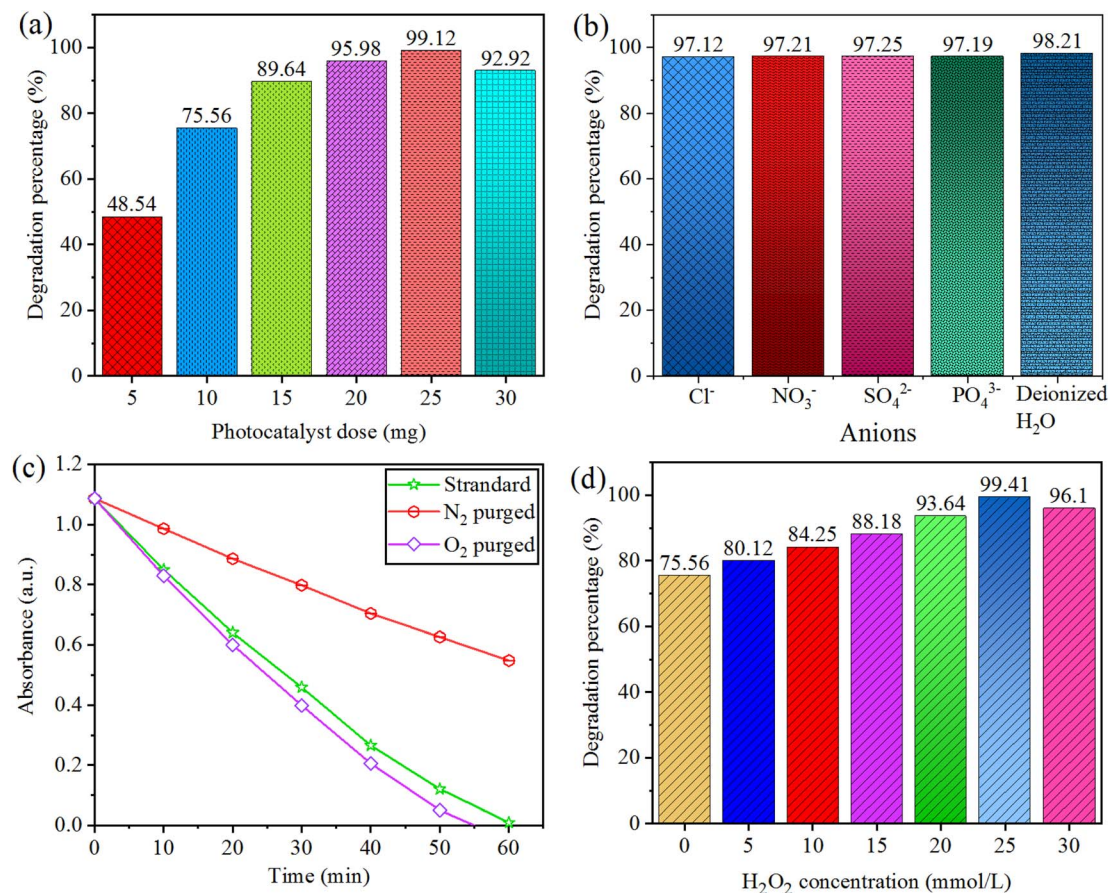 (a)
Degradation percentage (%)
100
80
60
40
20
0
48.54
75.56
89.64
95.98
99.12
92.92
5 10 15 20 25 30
Photocatalyst dose (mg)
(b)
Degradation percentage (%)
100
80
60
40
20
0
97.12 97.21 97.25 97.19 98.21
Cl⁻ NO₃⁻ SO₄²⁻ PO₄³⁻ Deionized
H₂O
Anions
(c)
Absorbance (a.u.)
1.2
1.0
0.8
0.6
0.4
0.2
0.0
Strandard
N₂ purged
O₂ purged
0 10 20 30 40 50 60
Time (min)
(d)
Degradation percentage (%)
100
80
60
40
20
0
75.56
80.12
84.25
88.18
93.64
99.41
96.1
0 5 10 15 20 25 30
H₂O₂ concentration (mmol/L)